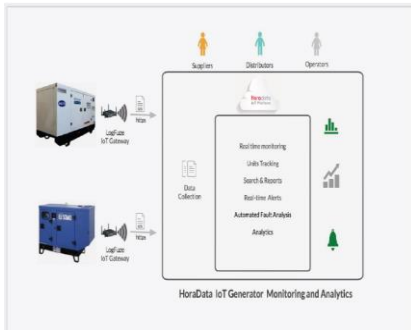 Suppliers
Distributors
Operators
LogFuze
IoT Gateway
https
Data
Collection
Real time monitoring
Units Tracking
Search & Reports
Real-time Alerts
Automated Fault Analysis
Analytics
LogFuze
IoT Gateway
https
HoraData IoT Generator Monitoring and Analytics